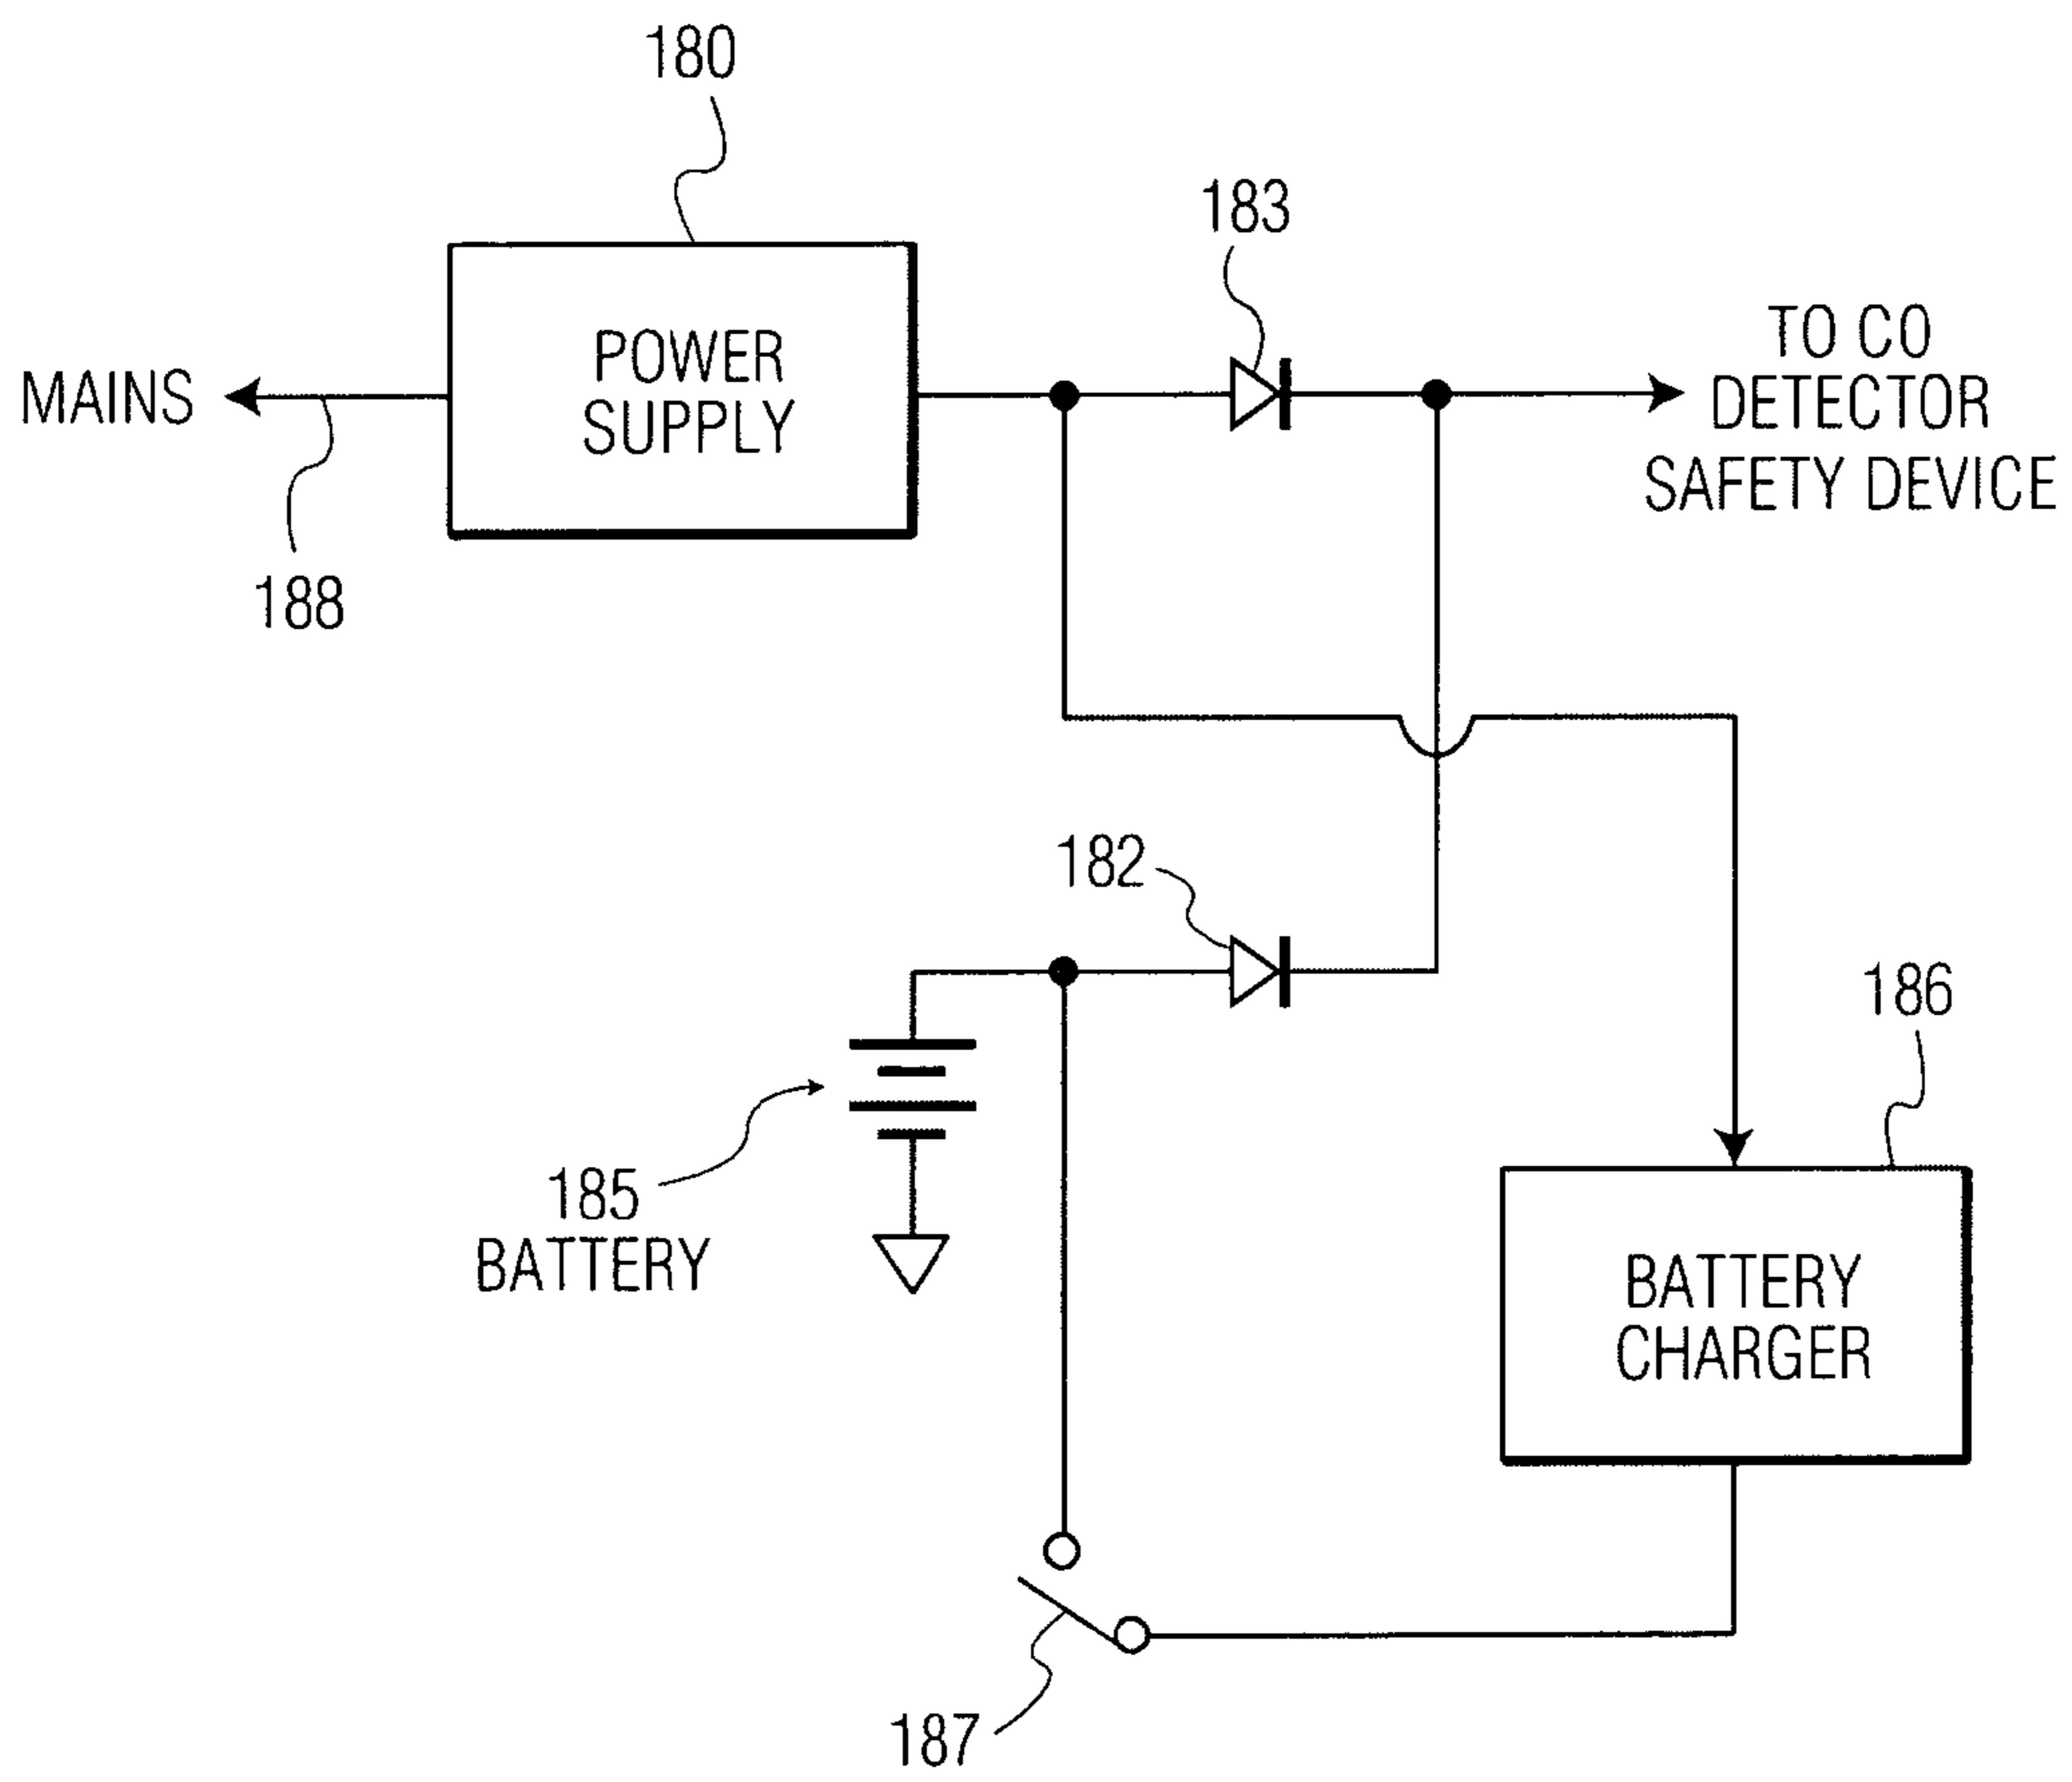 180
183
MAINS
POWER
SUPPLY
TO CO
DETECTOR
SAFETY DEVICE
188
182
186
185
BATTERY
BATTERY
CHARGER
187